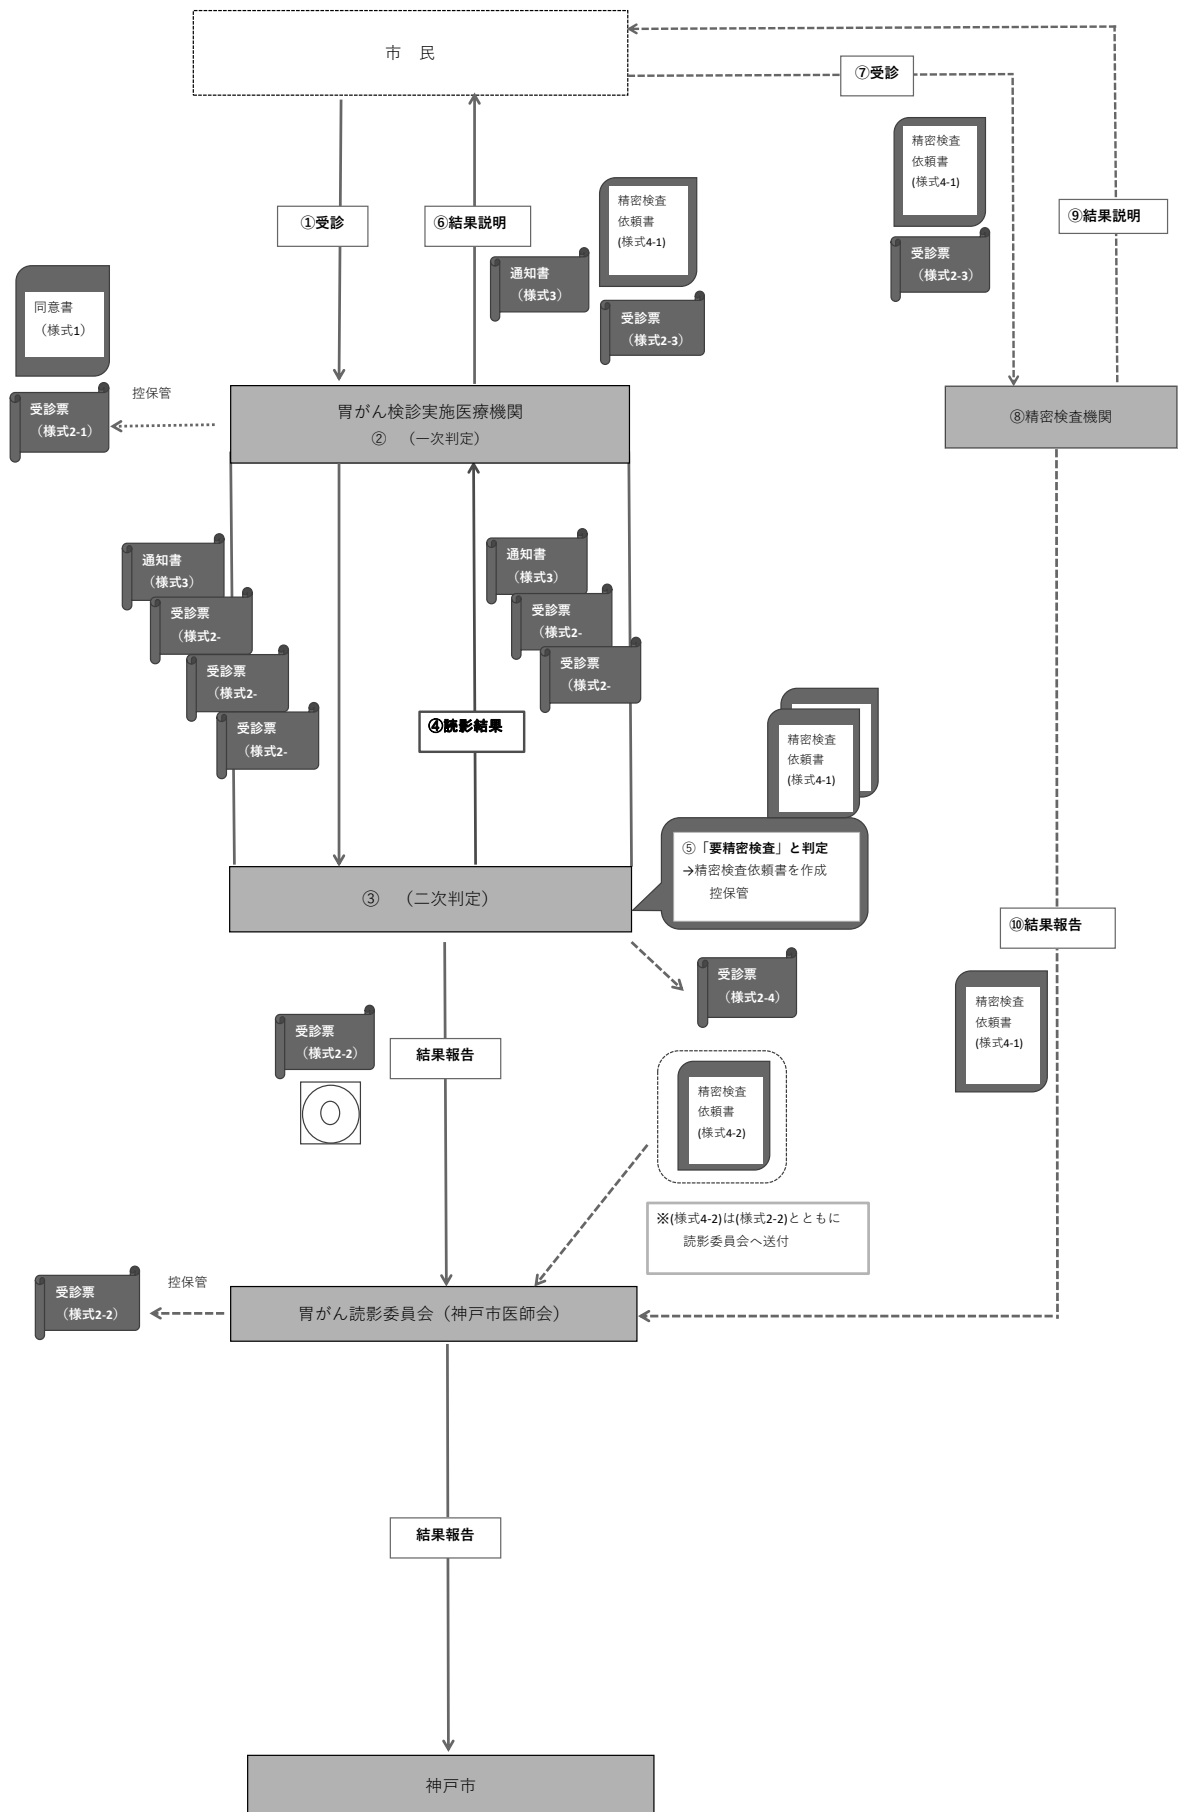 市　民
⑦受診
精密検査
依頼書
(様式4-1)
①受診
⑥結果説明
精密検査
依頼書
(様式4-1)
⑨結果説明
受診票
（様式2-3）
通知書
（様式3）
同意書
（様式1）
受診票
（様式2-3）
控保管
受診票
（様式2-1）
胃がん検診実施医療機関
②　（一次判定）
⑧精密検査機関
通知書
（様式3）
受診票
（様式2-
受診票
（様式2-
受診票
（様式2-
通知書
（様式3）
受診票
（様式2-
受診票
（様式2-
④読影結果
精密検査
依頼書
(様式4-1)
⑤「要精密検査」と判定
→精密検査依頼書を作成
控保管
③　（二次判定）
⑩結果報告
受診票
（様式2-4）
精密検査
依頼書
(様式4-1)
受診票
（様式2-2）
結果報告
精密検査
依頼書
(様式4-2)
※(様式4-2)は(様式2-2)とともに
読影委員会へ送付
控保管
受診票
（様式2-2）
胃がん読影委員会（神戸市医師会）
結果報告
神戸市